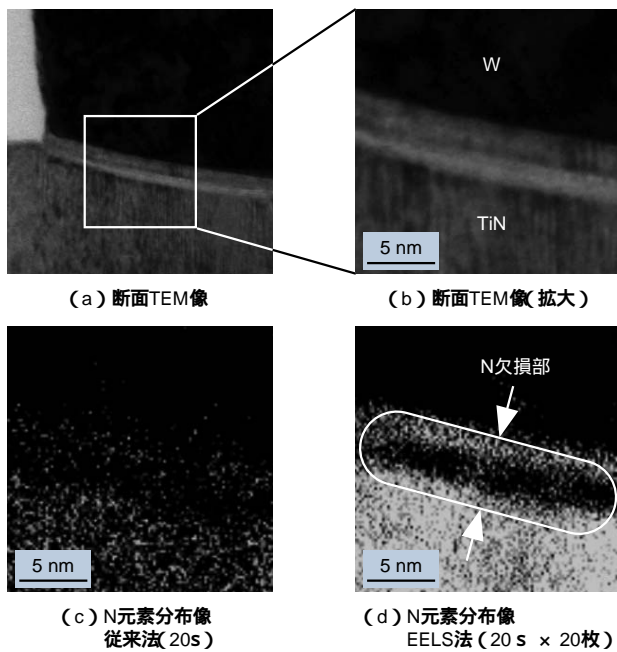 W
TiN
5 nm
(a)断面TEM像
(b)断面TEM像(拡大)
N欠損部
5 nm
5 nm
(c)N元素分布像
従来法(20s)
(d)N元素分布像
EELS法(20 s × 20枚)